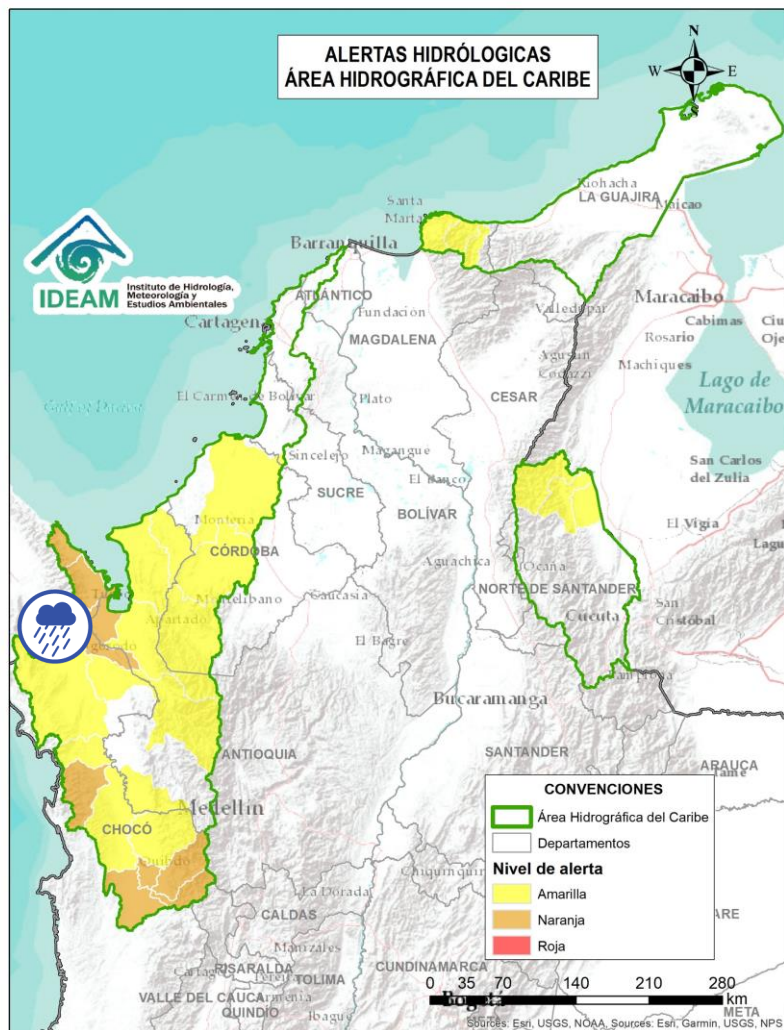 ALERTAS HIDRÓLOGICAS
ÁREA HIDROGRÁFICA DEL CARIBE
N
W E
S
Riohacha
LA GUAJIRA
Maicao
Santa
Marta
Barranquilla
IDEAM
Instituto de Hidrología,
Meteorología y
Estudios Ambientales
ATLÁNTICO
Cartagen
Fundación
Valledupar
Maracaibo
Cabimas
Rosario
MAGDALENA
Agustín
Codazzi
Machiques
CESAR
Lago de
Maracaibo
El Carmen de Bolívar
Plato
Sincelejo
Magangue
San Carlos
del Zulia
SUCRE
El Banco
BOLÍVAR
Montería
El Vigía
CÓRDOBA
Ocaña
Aguachica
NORTE DE SANTANDER
Montelíbano
Caucasia
Apartadó
Cúcuta
San
Cristóbal
El Bagre
Bucaramanga
ANTIOQUIA
SANTANDER
ARAUCA
Medellín
CHOCÓ
Quibdó
CONVENCIONES
Área Hidrográfica del Caribe
Departamentos
Nivel de alerta
Amarilla
Naranja
Roja
La Dorada
CALDAS
Manizales
RISARALDA
TOLIMA
CUNDINAMARCA
VALLE DEL CAUCA
Armenia
QUINDÍO
Ibagué
0 35 70 140 210 280
km
Bogotá
META
Sources: Esri, USGS, NOAA, Sources: Esri, Garmin, USGS, NPS